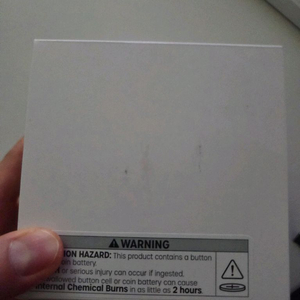 WARNING
ION HAZARD: This product contains a button
coin battery.
or serious injury can occur if ingested.
allowed button cell or coin battery can cause
Internal Chemical Burns in as little as 2 hours.